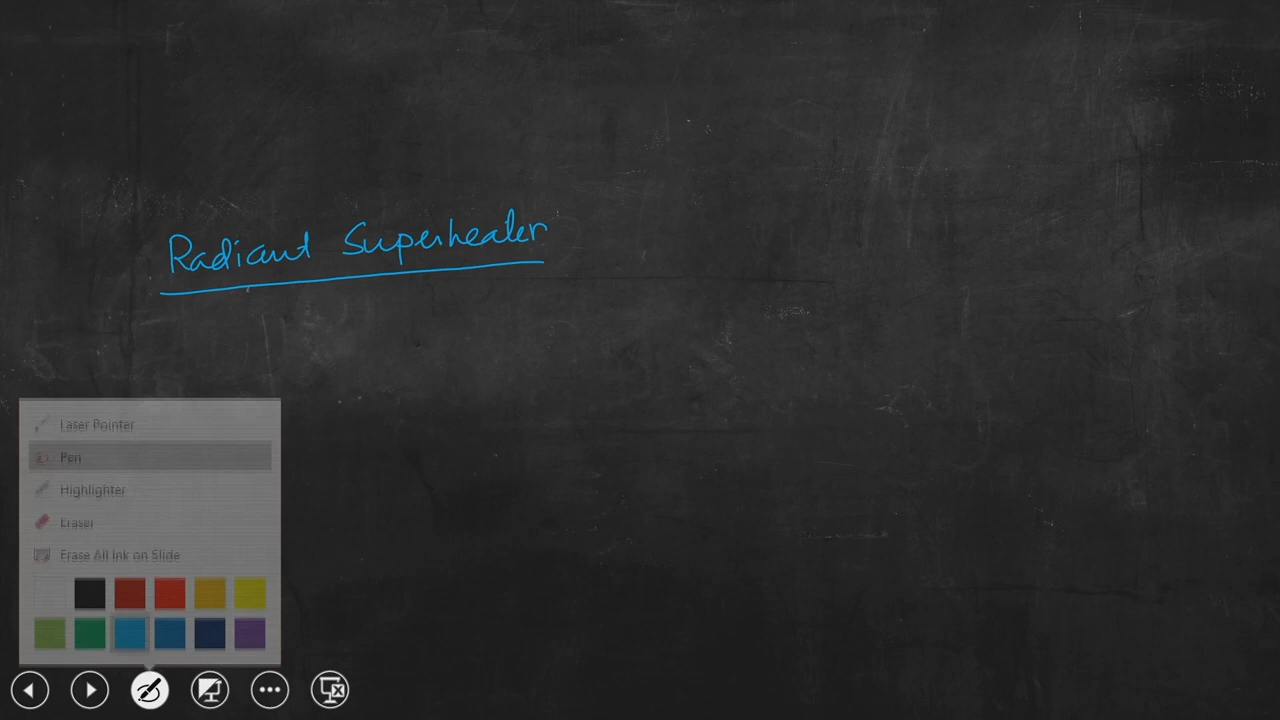 Radiant Superheater
Laser Pointer
Pen
Highlighter
Eraser
Erase All Ink on Slide